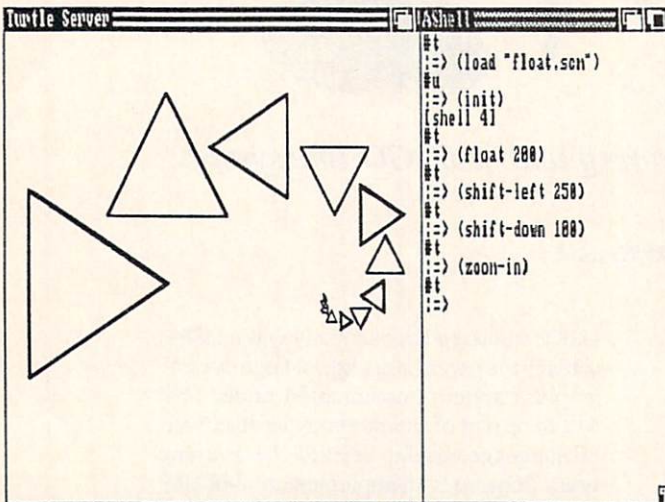 Turtle Server
AShell
#t
:=> (load "float.scm")
#u
:=> (init)
[shell 4]
#t
:=> (float 200)
#t
:=> (shift-left 250)
#t
:=> (shift-down 100)
#t
:=> (zoom-in)
#t
:=>